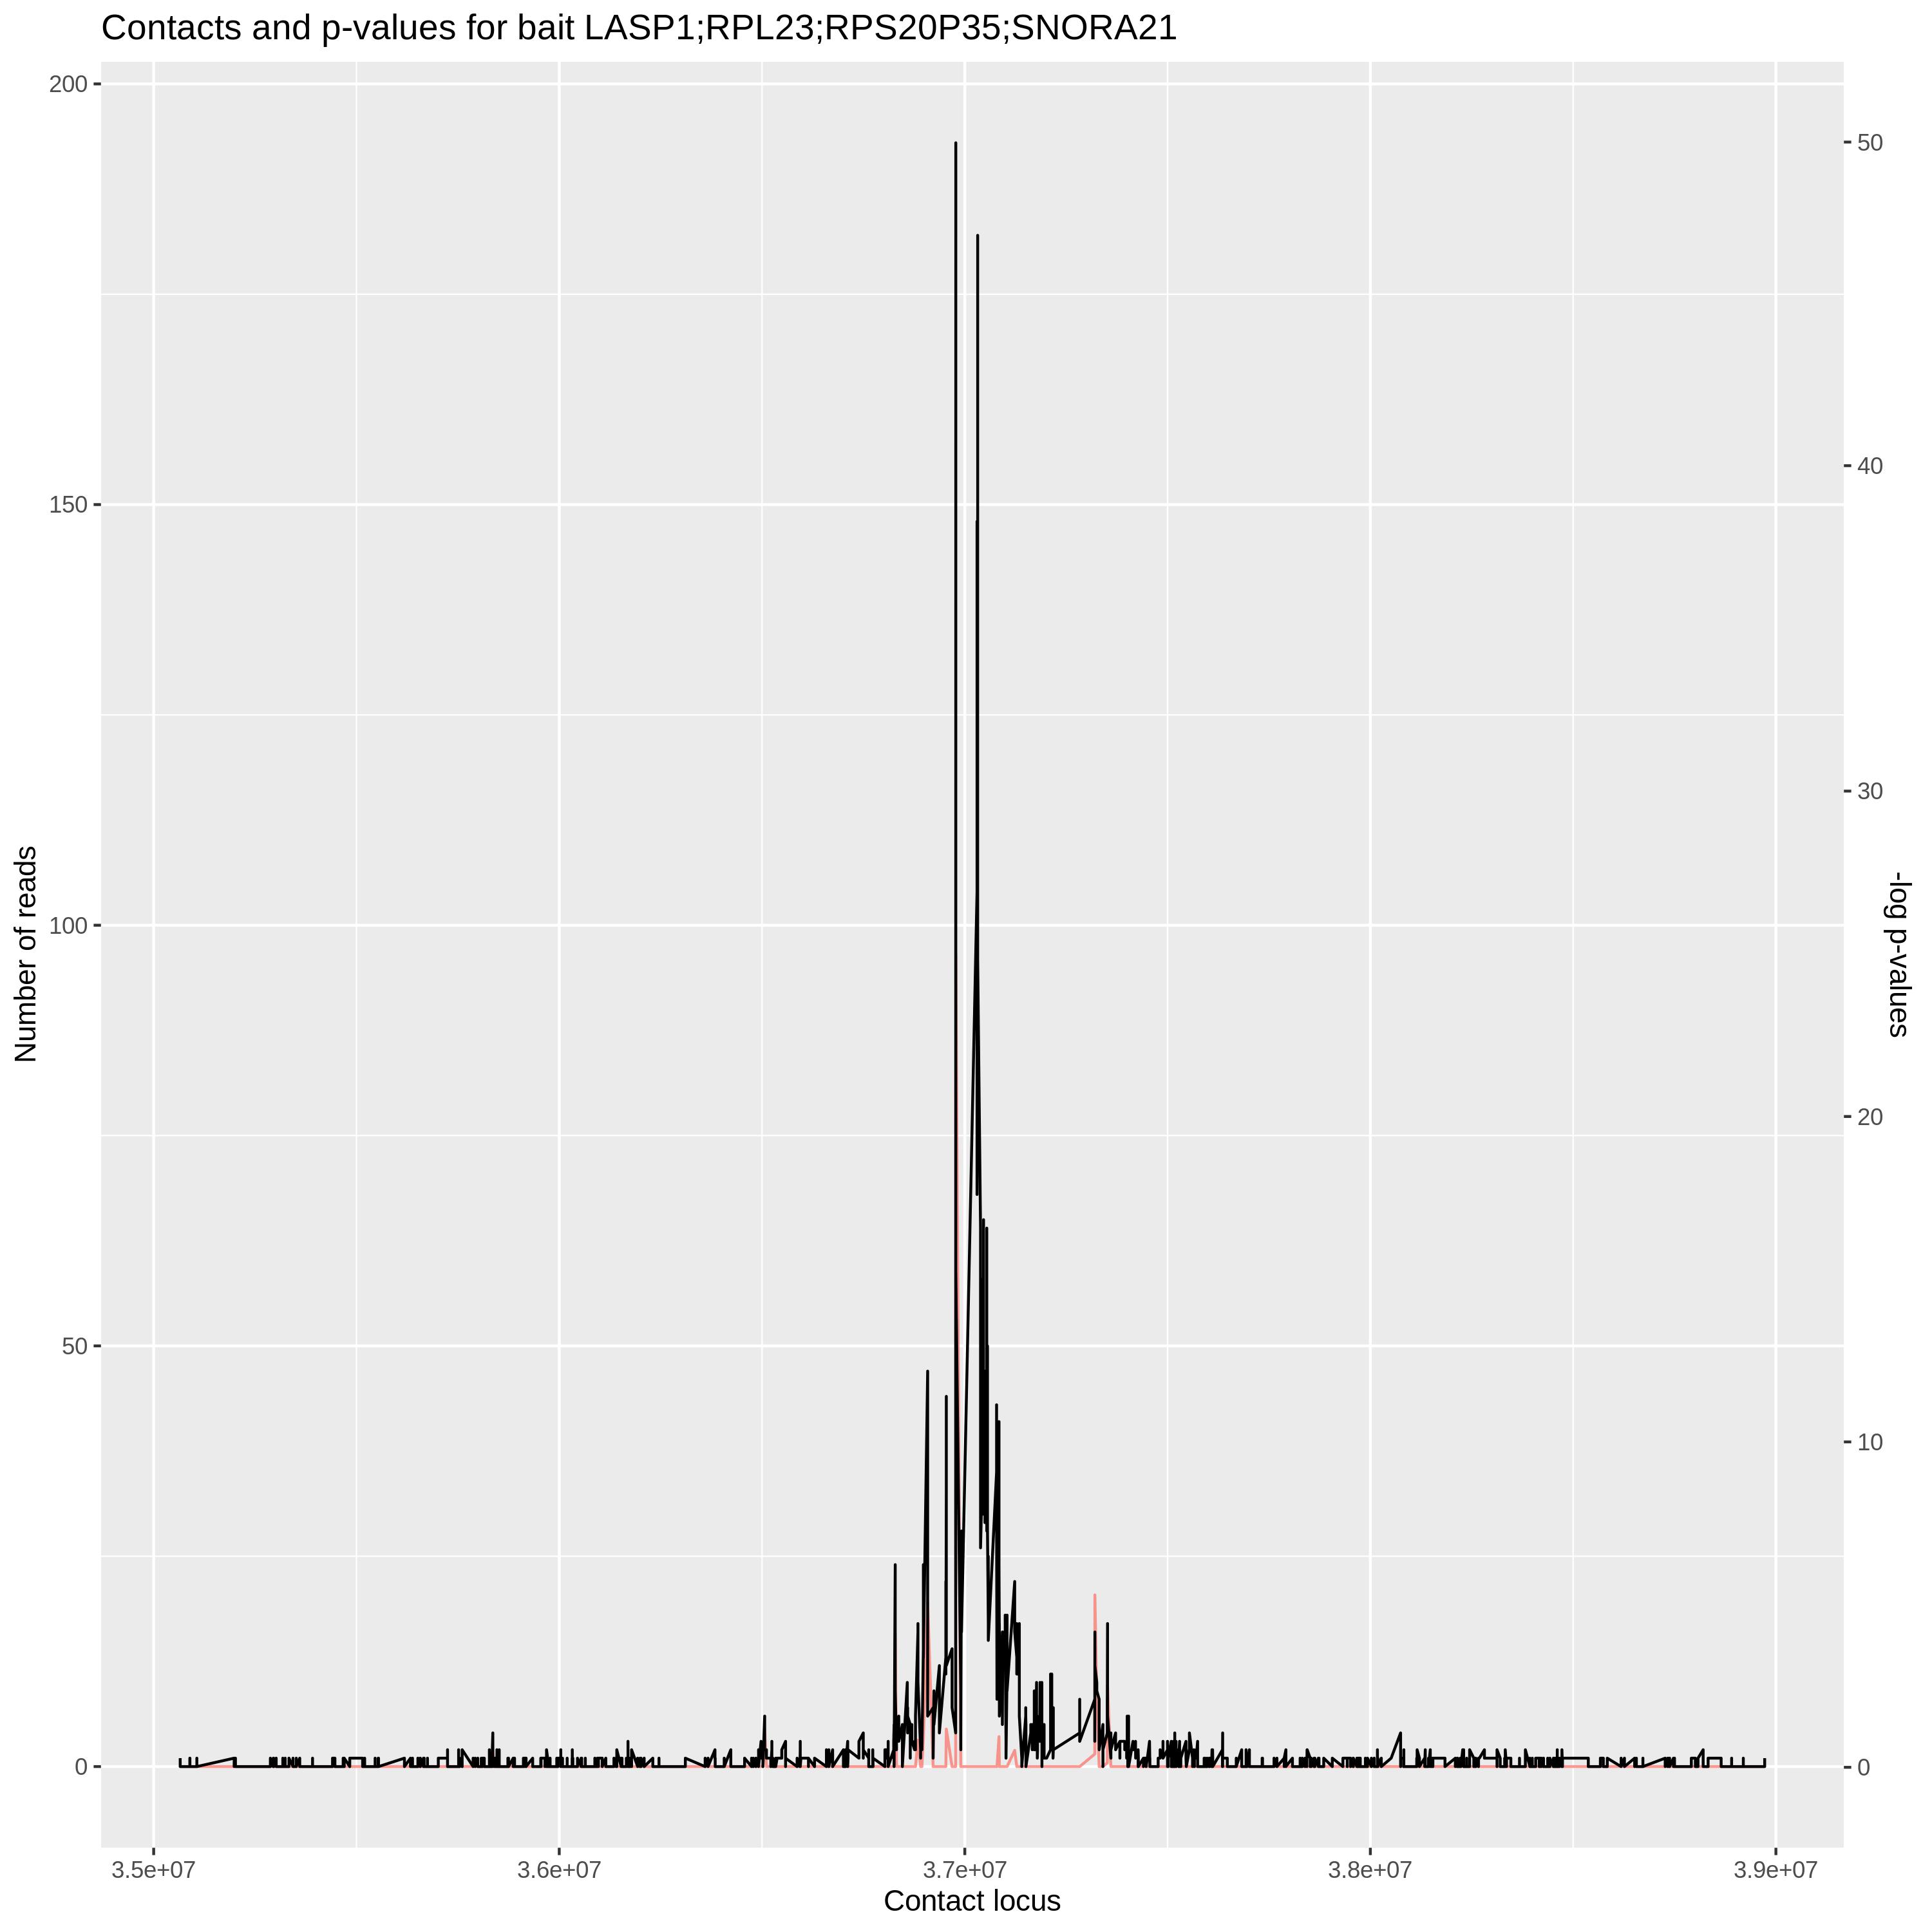 Contacts and p-values for bait LASP1;RPL23;RPS20P35;SNORA21
200
150
100
50
0
Number of reads
50
40
30
20
10
0
-log p-values
3.5e+07 3.6e+07 3.7e+07 3.8e+07 3.9e+07
Contact locus